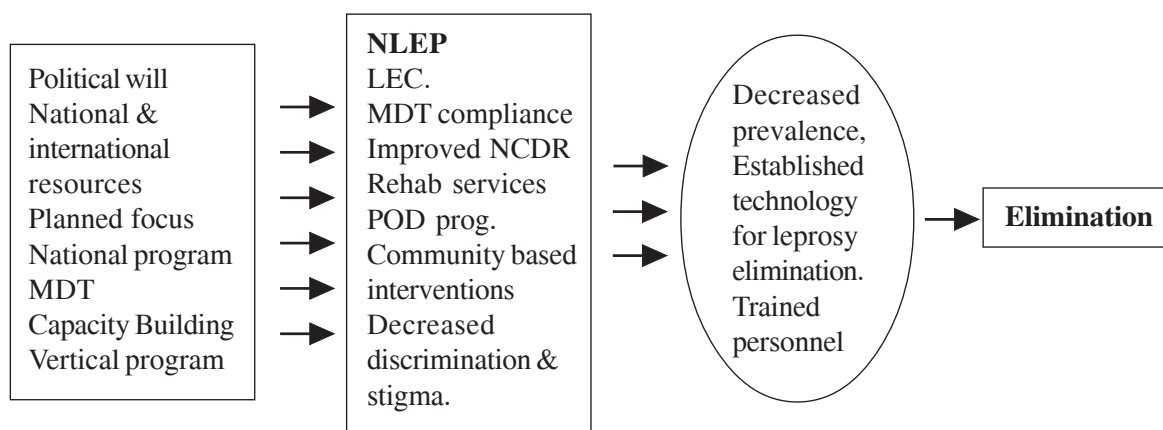 Political will
National &
international
resources
Planned focus
National program
MDT
Capacity Building
Vertical program
NLEP
LEC.
MDT compliance
Improved NCDR
Rehab services
POD prog.
Community based
interventions
Decreased
discrimination &
stigma.
Decreased
prevalence,
Established
technology
for leprosy
elimination.
Trained
personnel
Elimination